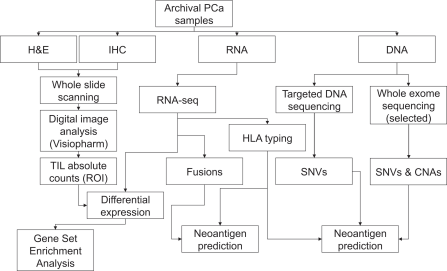 Archival PCa
samples
H&E
IHC
RNA
DNA
Whole slide
scanning
RNA-seq
Targeted DNA
sequencing
Whole exome
sequencing
(selected)
Digital image
analysis
(Visiopharm)
HLA typing
TIL absolute
counts (ROI)
Fusions
SNVs
SNVs & CNAs
Differential
expression
Gene Set
Enrichment
Analysis
Neoantigen
prediction
Neoantigen
prediction